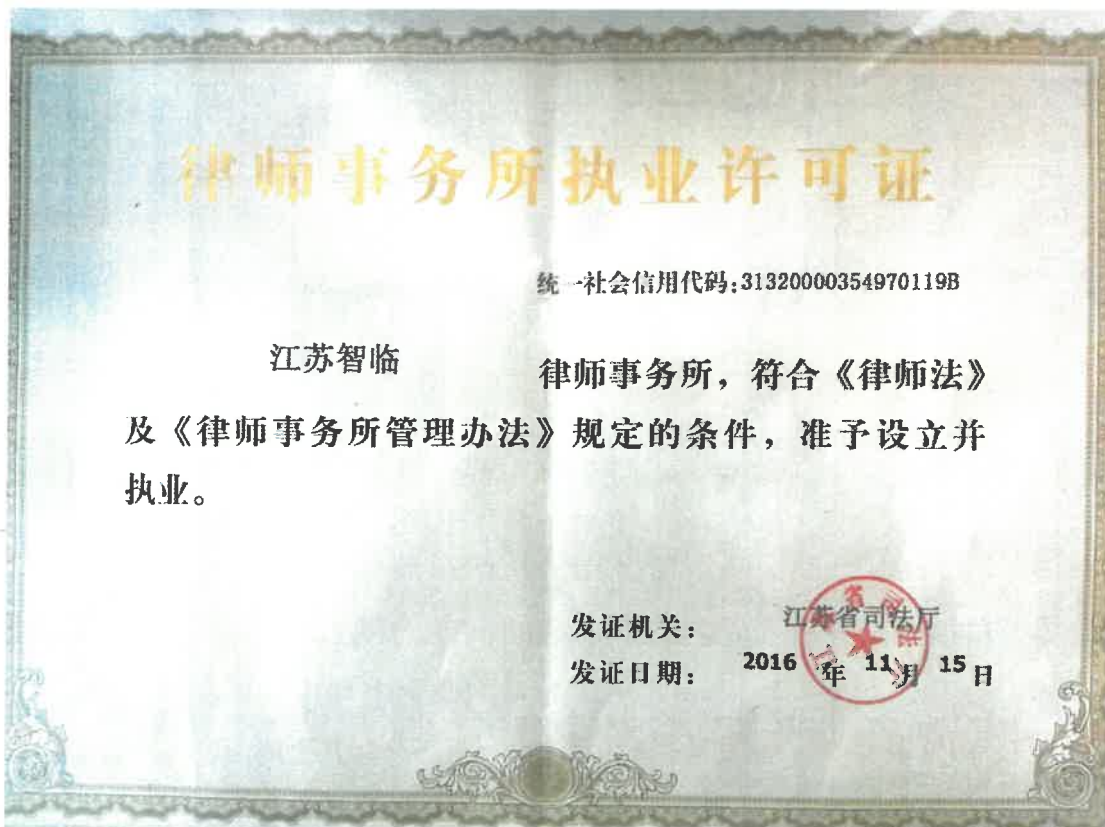 律师事务所执业许可证
统一社会信用代码:31320000354970119B
江苏智临 律师事务所，符合《律师法》
及《律师事务所管理办法》规定的条件，准予设立并
执业。
发证机关： 江苏省司法厅
发证日期： 2016 年 11 月 15 日